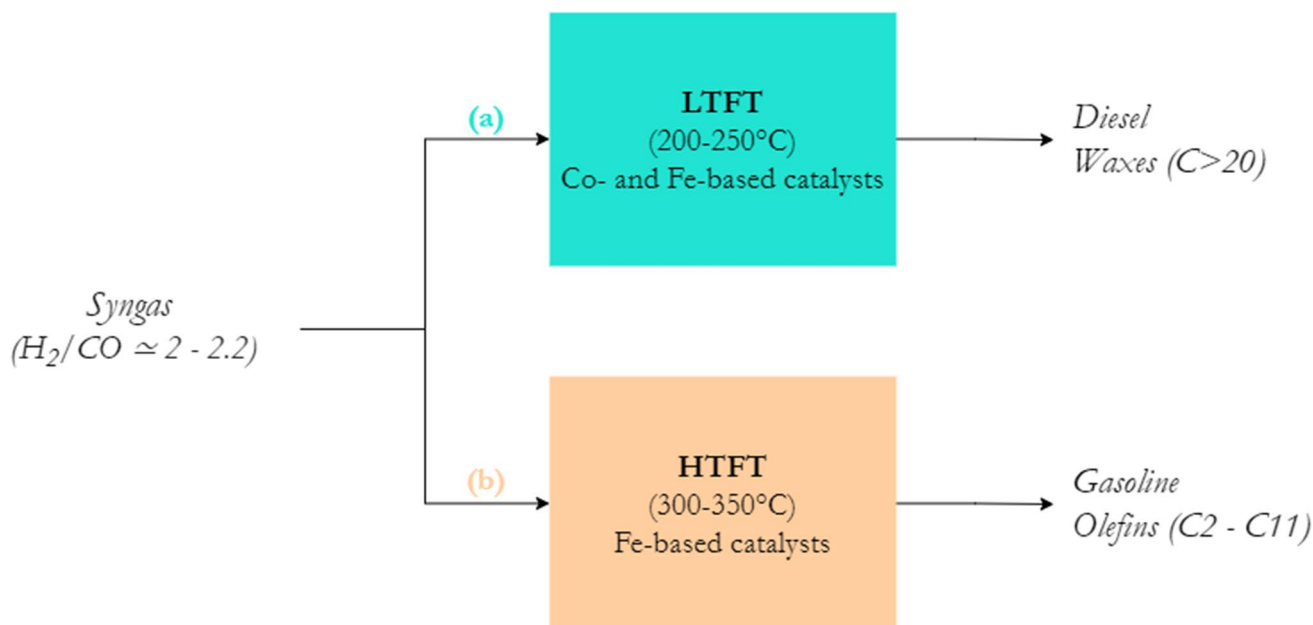 Syngas
(H₂/CO ≃ 2 - 2.2)
(a)
LTFT
(200-250°C)
Co- and Fe-based catalysts
Diesel
Waxes (C>20)
(b)
HTFT
(300-350°C)
Fe-based catalysts
Gasoline
Olefins (C2 - C11)